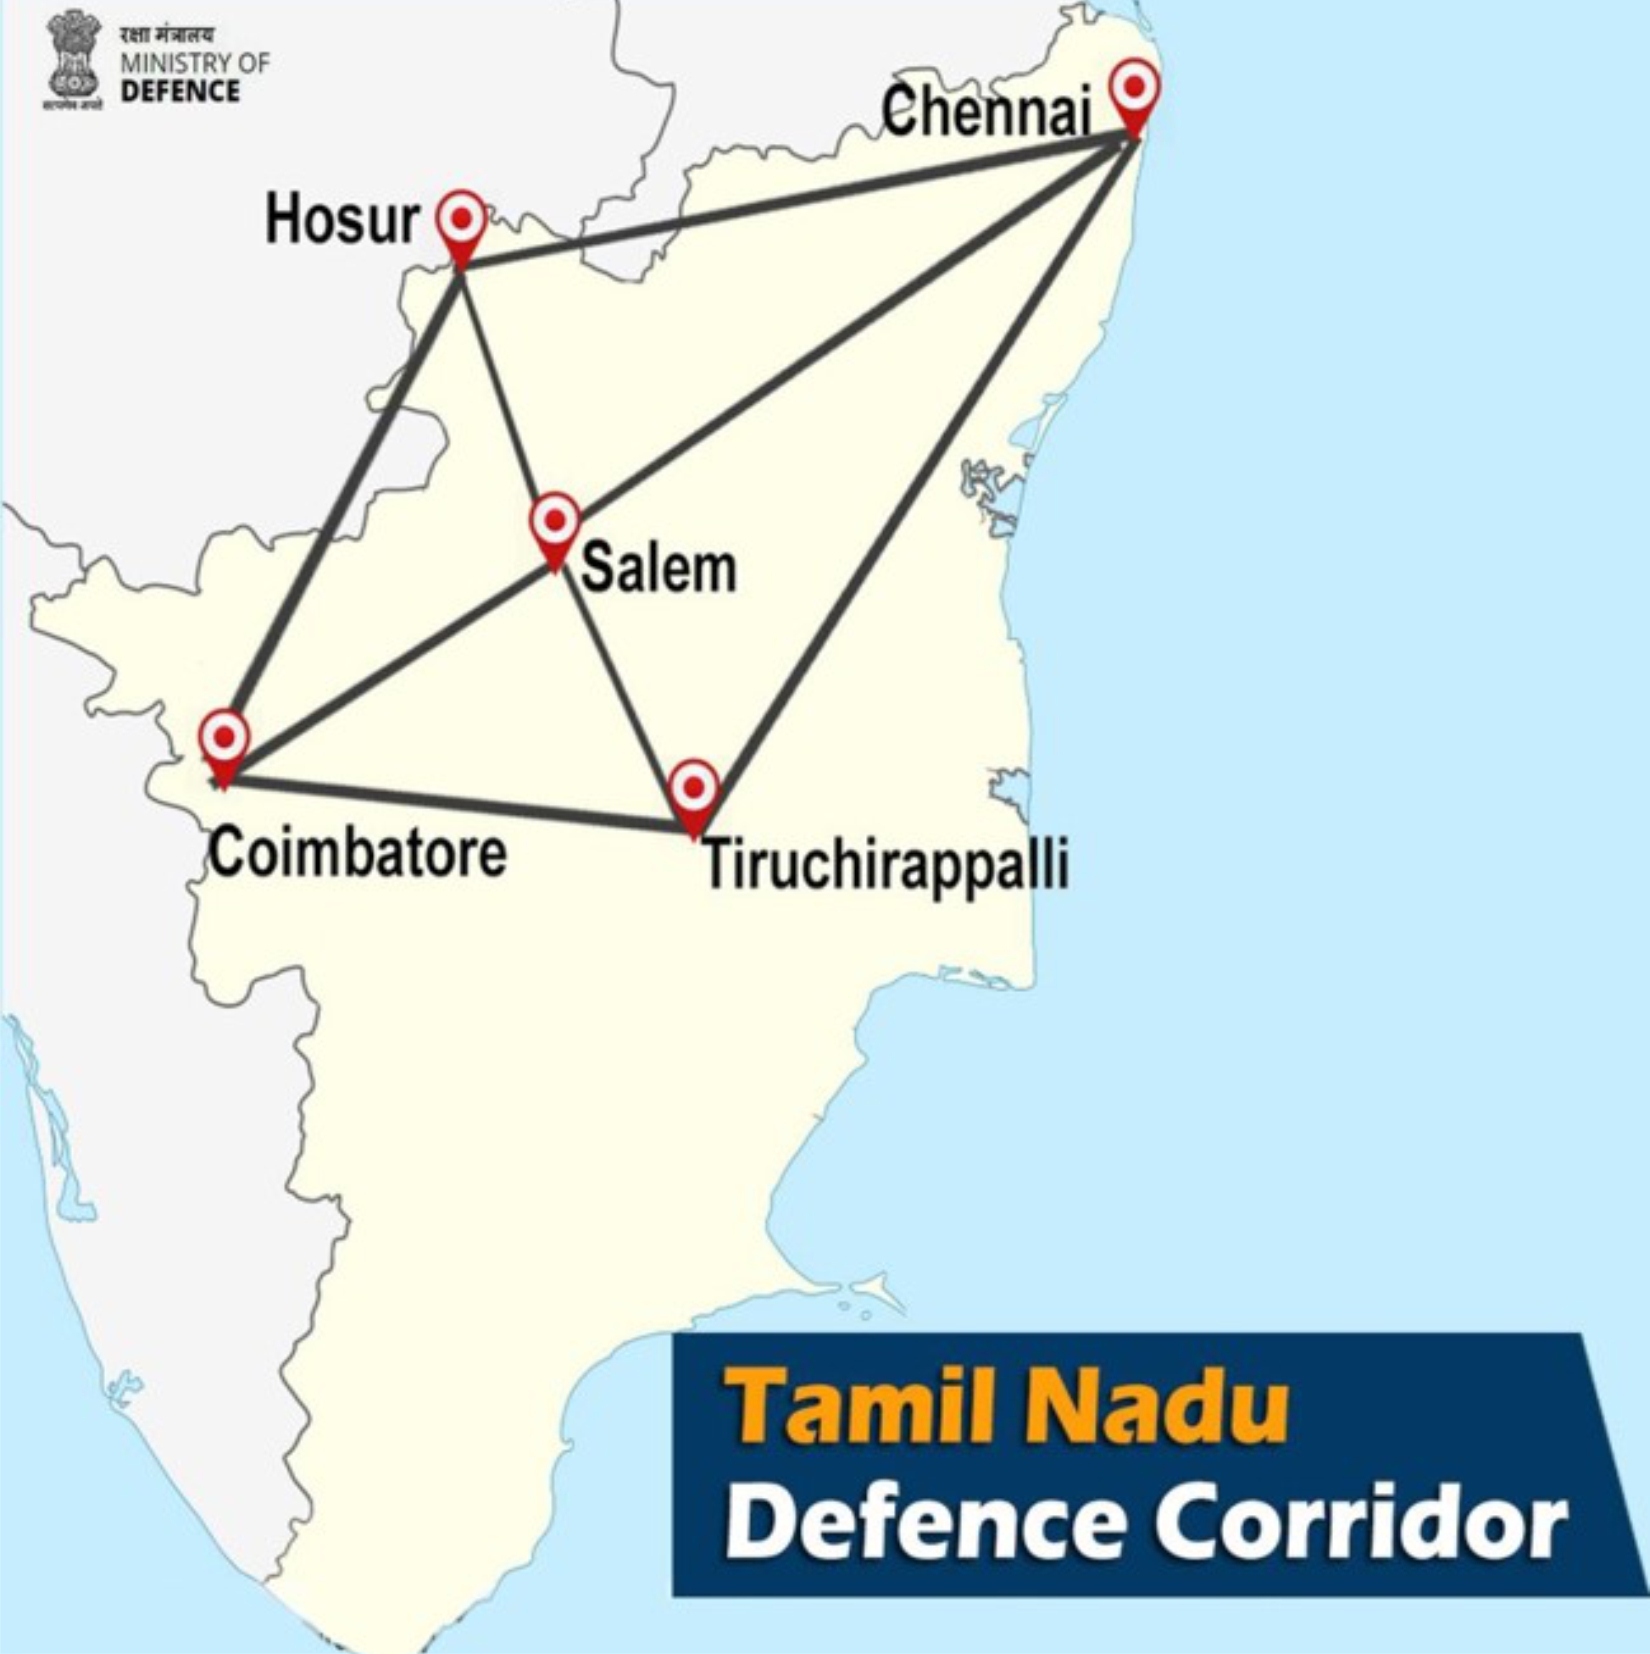 रक्षा मंत्रालय
MINISTRY OF
DEFENCE
सत्यमेव जयते
Chennai
Hosur
Salem
Coimbatore
Tiruchirappalli
Tamil Nadu
Defence Corridor